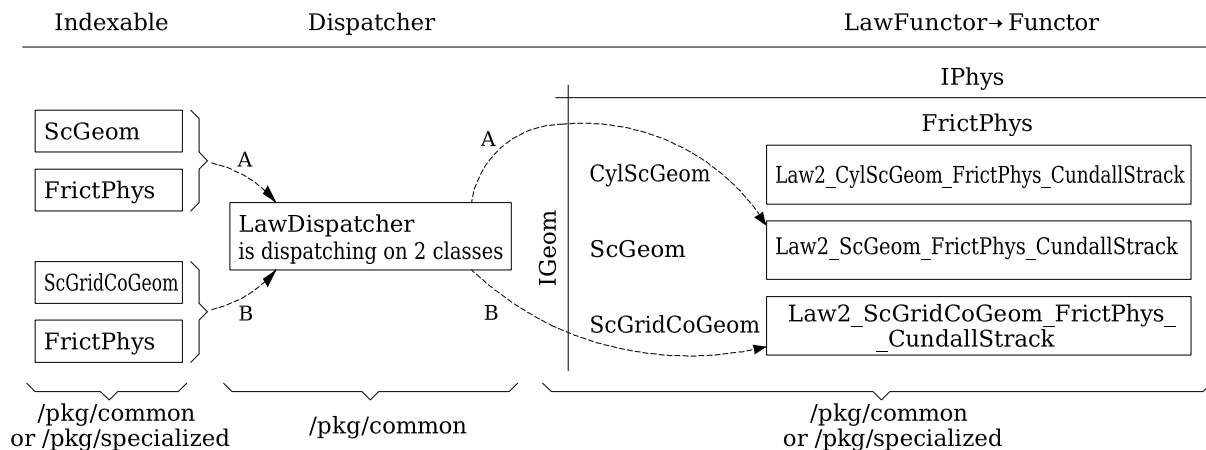 Indexable
Dispatcher
LawFunctor→ Functor
IPhys
FrictPhys
IGeom
ScGeom
FrictPhys
A
LawDispatcher
is dispatching on 2 classes
A
CylScGeom
Law2_CylScGeom_FrictPhys_CundallStrack
ScGeom
Law2_ScGeom_FrictPhys_CundallStrack
ScGridCoGeom
FrictPhys
B
B
ScGridCoGeom
Law2_ScGridCoGeom_FrictPhys_
_CundallStrack
/pkg/common
or /pkg/specialized
/pkg/common
/pkg/common
or /pkg/specialized